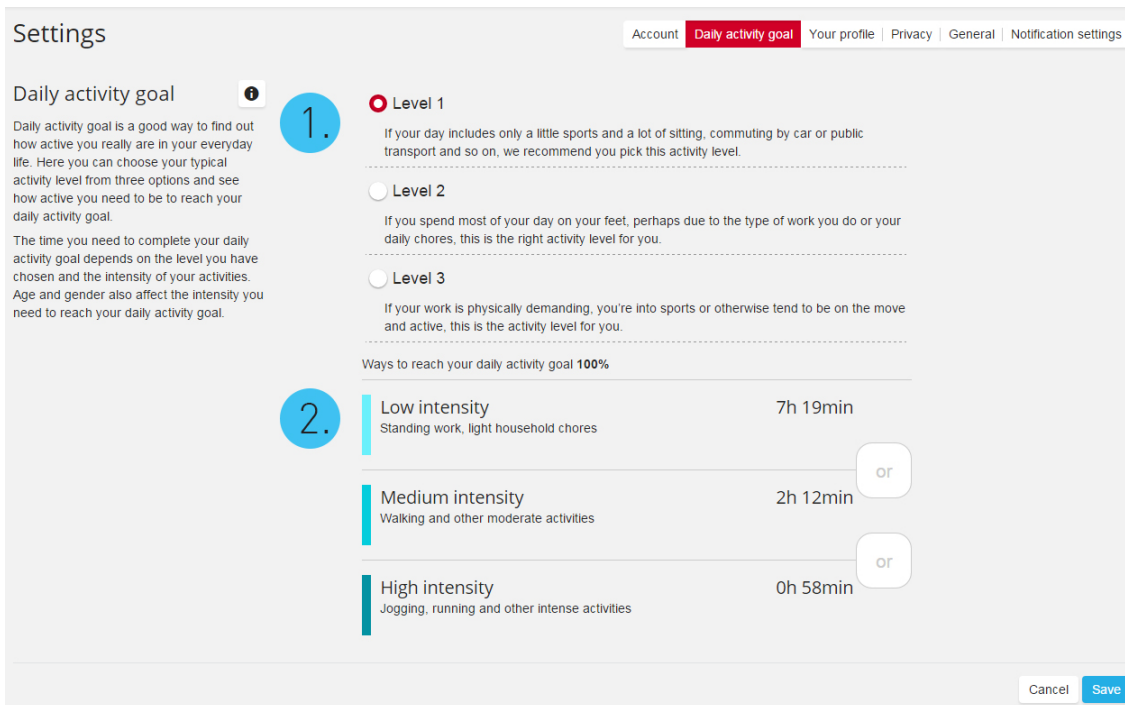 Settings
Account Daily activity goal Your profile | Privacy | General | Notification settings
Daily activity goal
Daily activity goal is a good way to find out
how active you really are in your everyday
life. Here you can choose your typical
activity level from three options and see
how active you need to be to reach your
daily activity goal.
The time you need to complete your daily
activity goal depends on the level you have
chosen and the intensity of your activities.
Age and gender also affect the intensity you
need to reach your daily activity goal.
1.
Level 1
If your day includes only a little sports and a lot of sitting, commuting by car or public
transport and so on, we recommend you pick this activity level.
Level 2
If you spend most of your day on your feet, perhaps due to the type of work you do or your
daily chores, this is the right activity level for you.
Level 3
If your work is physically demanding, you're into sports or otherwise tend to be on the move
and active, this is the activity level for you.
Ways to reach your daily activity goal 100%
2.
Low intensity 7h 19min
Standing work, light household chores
or
Medium intensity 2h 12min
Walking and other moderate activities
or
High intensity 0h 58min
Jogging, running and other intense activities
Cancel Save